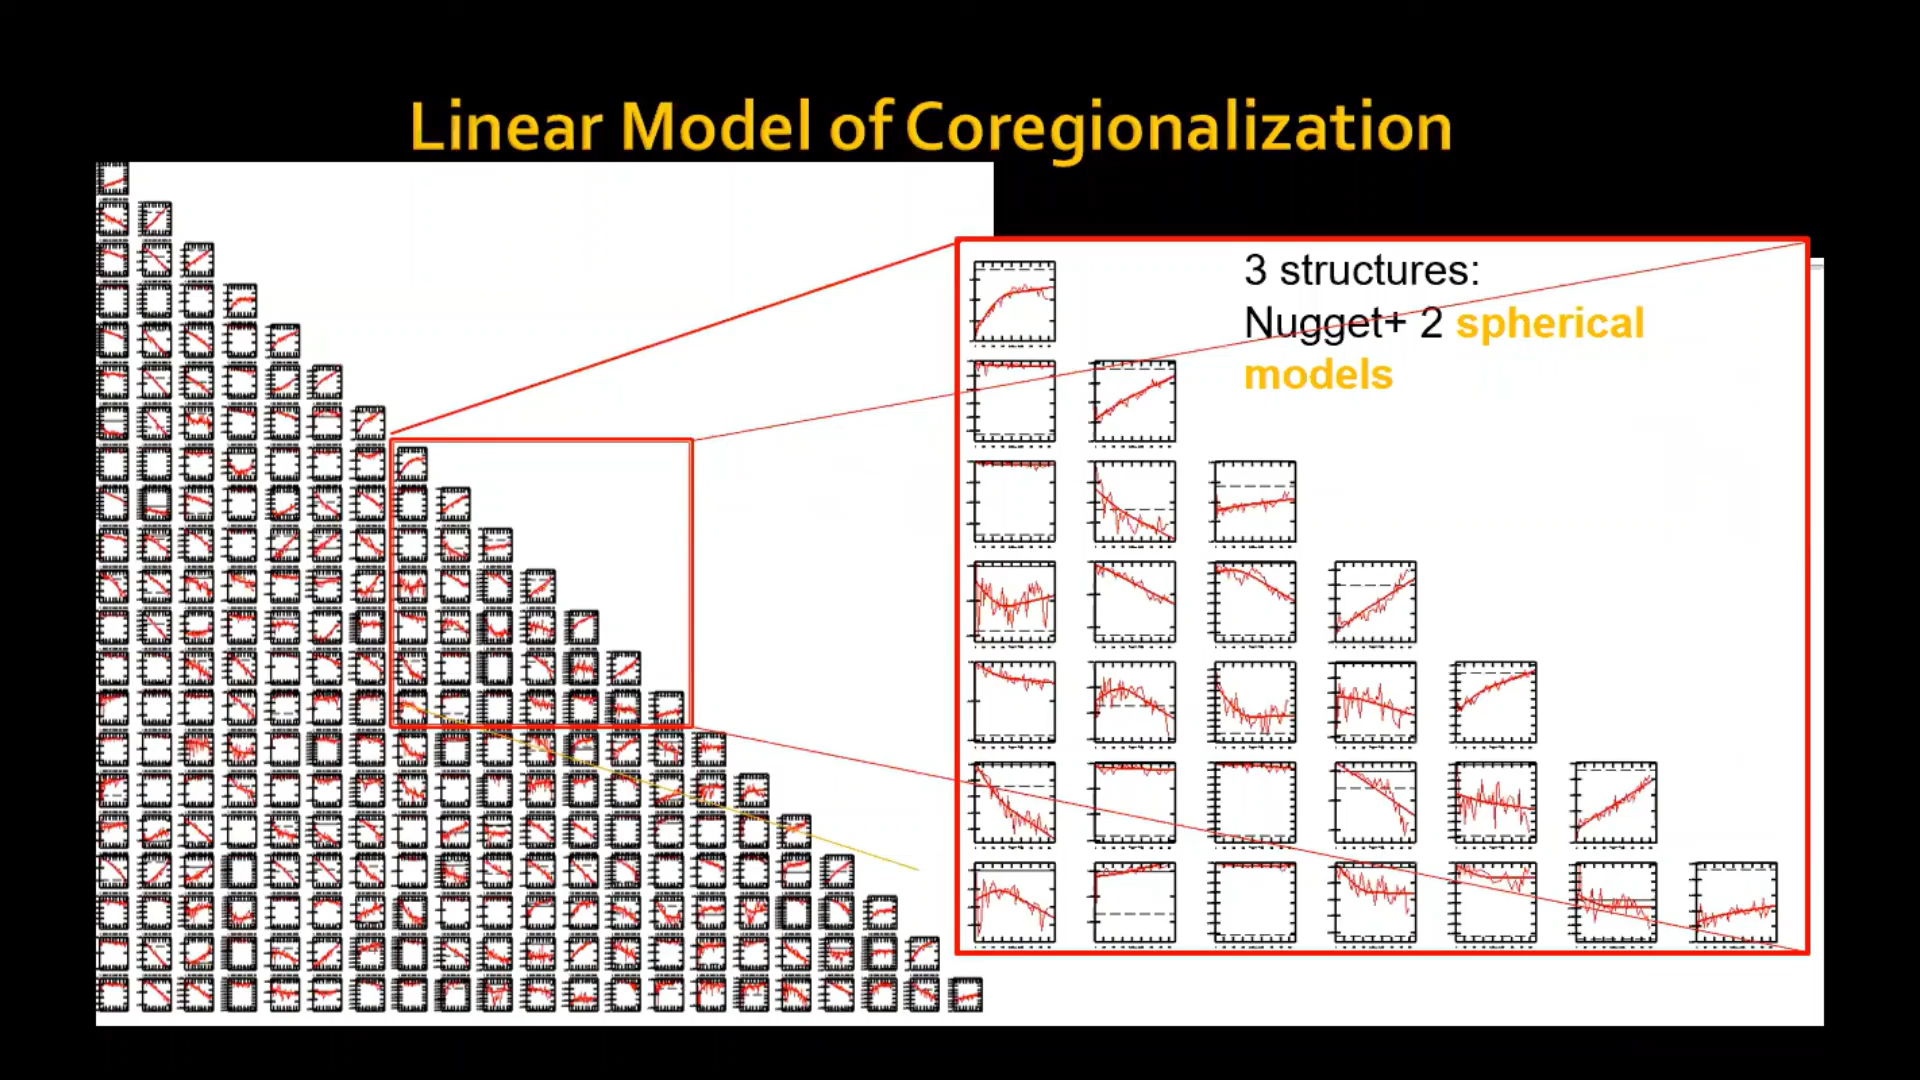 Linear Model of Coregionalization
3 structures:
Nugget+ 2 spherical
models